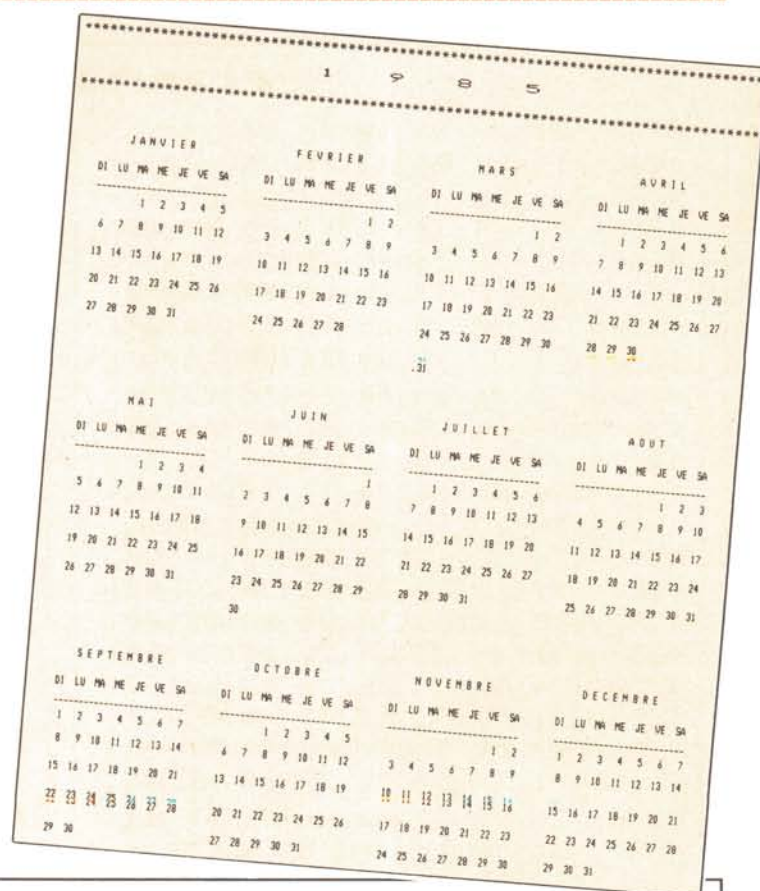 1 9 8 5
JANVIER
DI LU MA ME JE VE SA
1 2 3 4 5
6 7 8 9 10 11 12
13 14 15 16 17 18 19
20 21 22 23 24 25 26
27 28 29 30 31
FEVRIER
DI LU MA ME JE VE SA
1 2
3 4 5 6 7 8 9
10 11 12 13 14 15 16
17 18 19 20 21 22 23
24 25 26 27 28
MARS
DI LU MA ME JE VE SA
1 2
3 4 5 6 7 8 9
10 11 12 13 14 15 16
17 18 19 20 21 22 23
24 25 26 27 28 29 30
31
AVRIL
DI LU MA ME JE VE SA
1 2 3 4 5 6
7 8 9 10 11 12 13
14 15 16 17 18 19 20
21 22 23 24 25 26 27
28 29 30
MAI
DI LU MA ME JE VE SA
1 2 3 4
5 6 7 8 9 10 11
12 13 14 15 16 17 18
19 20 21 22 23 24 25
26 27 28 29 30 31
JUIN
DI LU MA ME JE VE SA
1
2 3 4 5 6 7 8
9 10 11 12 13 14 15
16 17 18 19 20 21 22
23 24 25 26 27 28 29
30
JUILLET
DI LU MA ME JE VE SA
1 2 3 4 5 6
7 8 9 10 11 12 13
14 15 16 17 18 19 20
21 22 23 24 25 26 27
28 29 30 31
AOUT
DI LU MA ME JE VE SA
1 2 3
4 5 6 7 8 9 10
11 12 13 14 15 16 17
18 19 20 21 22 23 24
25 26 27 28 29 30 31
SEPTEMBRE
DI LU MA ME JE VE SA
1 2 3 4 5 6 7
8 9 10 11 12 13 14
15 16 17 18 19 20 21
22 23 24 25 26 27 28
29 30
OCTOBRE
DI LU MA ME JE VE SA
1 2 3 4 5
6 7 8 9 10 11 12
13 14 15 16 17 18 19
20 21 22 23 24 25 26
27 28 29 30 31
NOVEMBRE
DI LU MA ME JE VE SA
1 2
3 4 5 6 7 8 9
10 11 12 13 14 15 16
17 18 19 20 21 22 23
24 25 26 27 28 29 30
DECEMBRE
DI LU MA ME JE VE SA
1 2 3 4 5 6 7
8 9 10 11 12 13 14
15 16 17 18 19 20 21
22 23 24 25 26 27 28
29 30 31